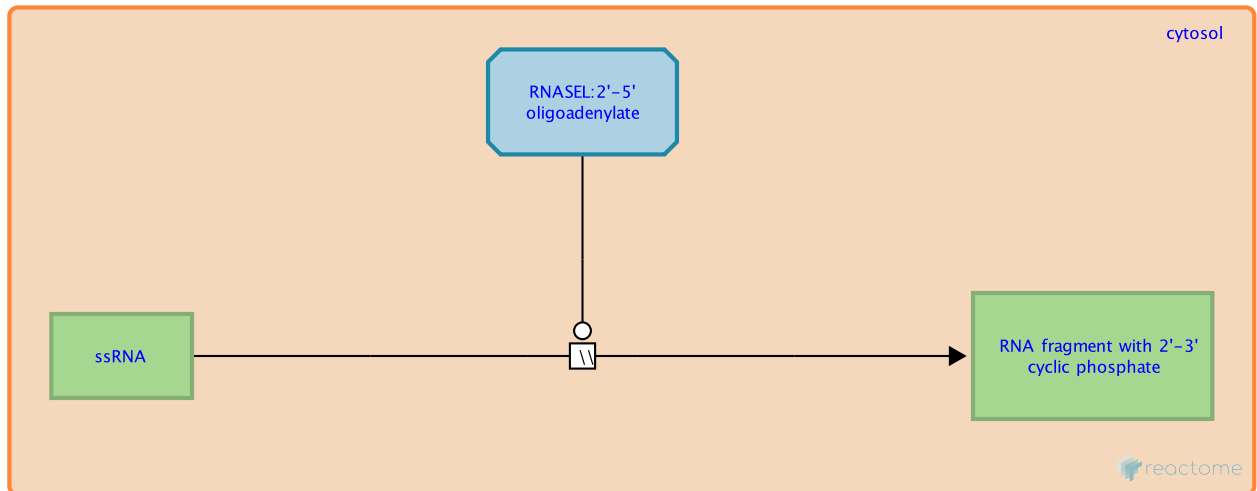 cytosol
RNASEL:2'-5'
oligoadenylate
ssRNA
\\
RNA fragment with 2'-3'
cyclic phosphate
reactome